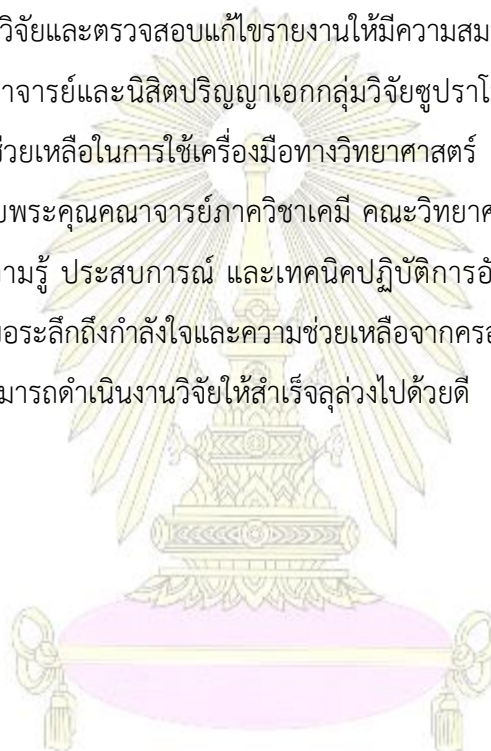 วิจัยและตรวจสอบแก้ไขรายงานให้มีความสม
าจารย์และนิสิตปริญญาเอกกลุ่มวิจัยซูปราโ
ช่วยเหลือในการใช้เครื่องมือทางวิทยาศาสตร์
บพระคุณคณาจารย์ภาควิชาเคมี คณะวิทยาศ
ความรู้ ประสบการณ์ และเทคนิคปฏิบัติการอั
อระลึกถึงกำลังใจและความช่วยเหลือจากครอ
มารถดำเนินงานวิจัยให้สำเร็จลุล่วงไปด้วยดี